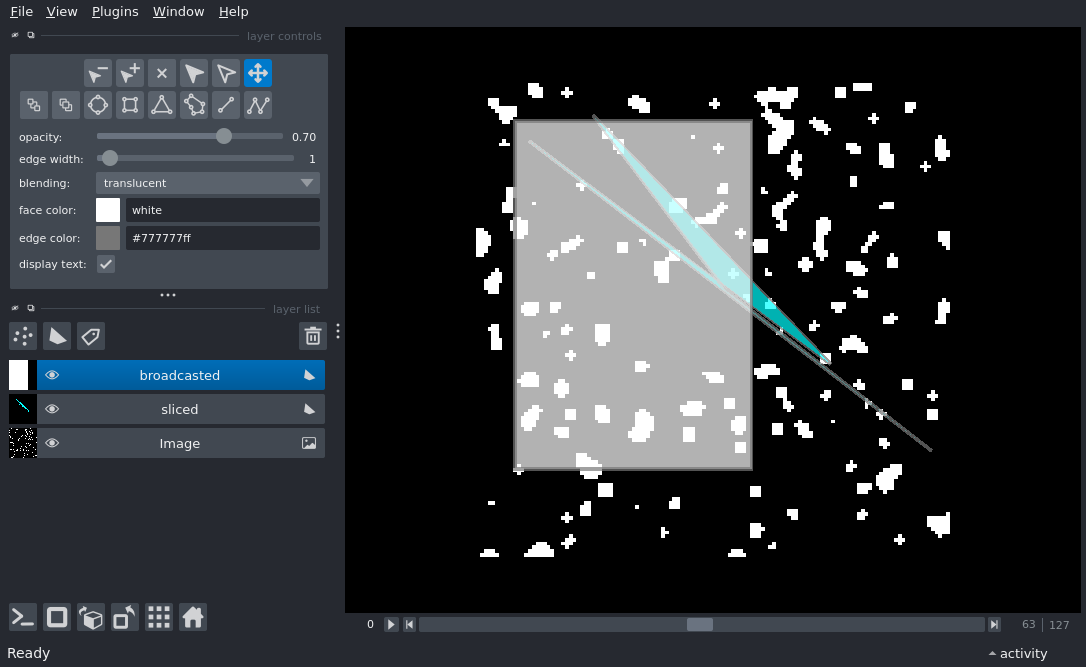 File View Plugins Window Help
layer controls
opacity: 0.70
edge width: 1
blending: translucent
face color: white
edge color: #777777ff
display text:
layer list
broadcasted
sliced
Image
0 63 127
Ready activity